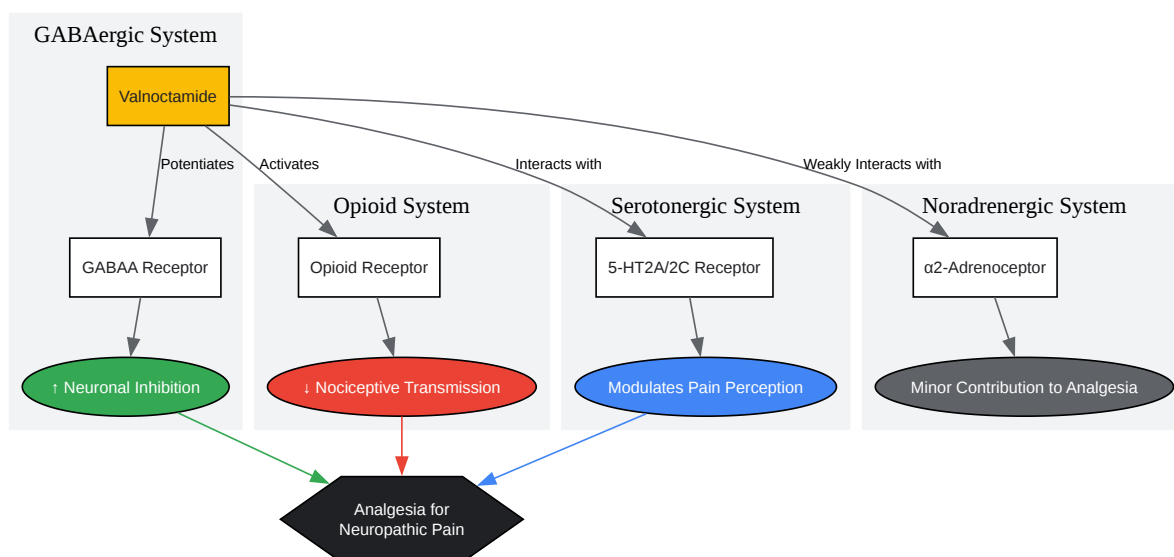 GABAergic System
Valnoctamide
Potentiates
Activates
Interacts with
Weakly Interacts with
Opioid System
Serotonergic System
Noradrenergic System
GABAA Receptor
Opioid Receptor
5-HT2A/2C Receptor
α2-Adrenoceptor
↑ Neuronal Inhibition
↓ Nociceptive Transmission
Modulates Pain Perception
Minor Contribution to Analgesia
Analgesia for
Neuropathic Pain